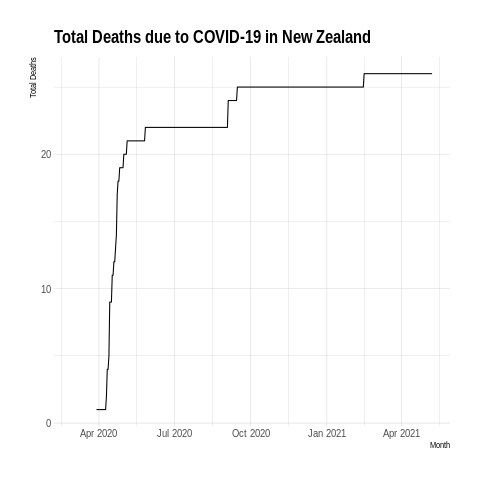 Total Deaths due to COVID-19 in New Zealand
Total Deaths
20
10
0
Apr 2020 Jul 2020 Oct 2020 Jan 2021 Apr 2021
Month